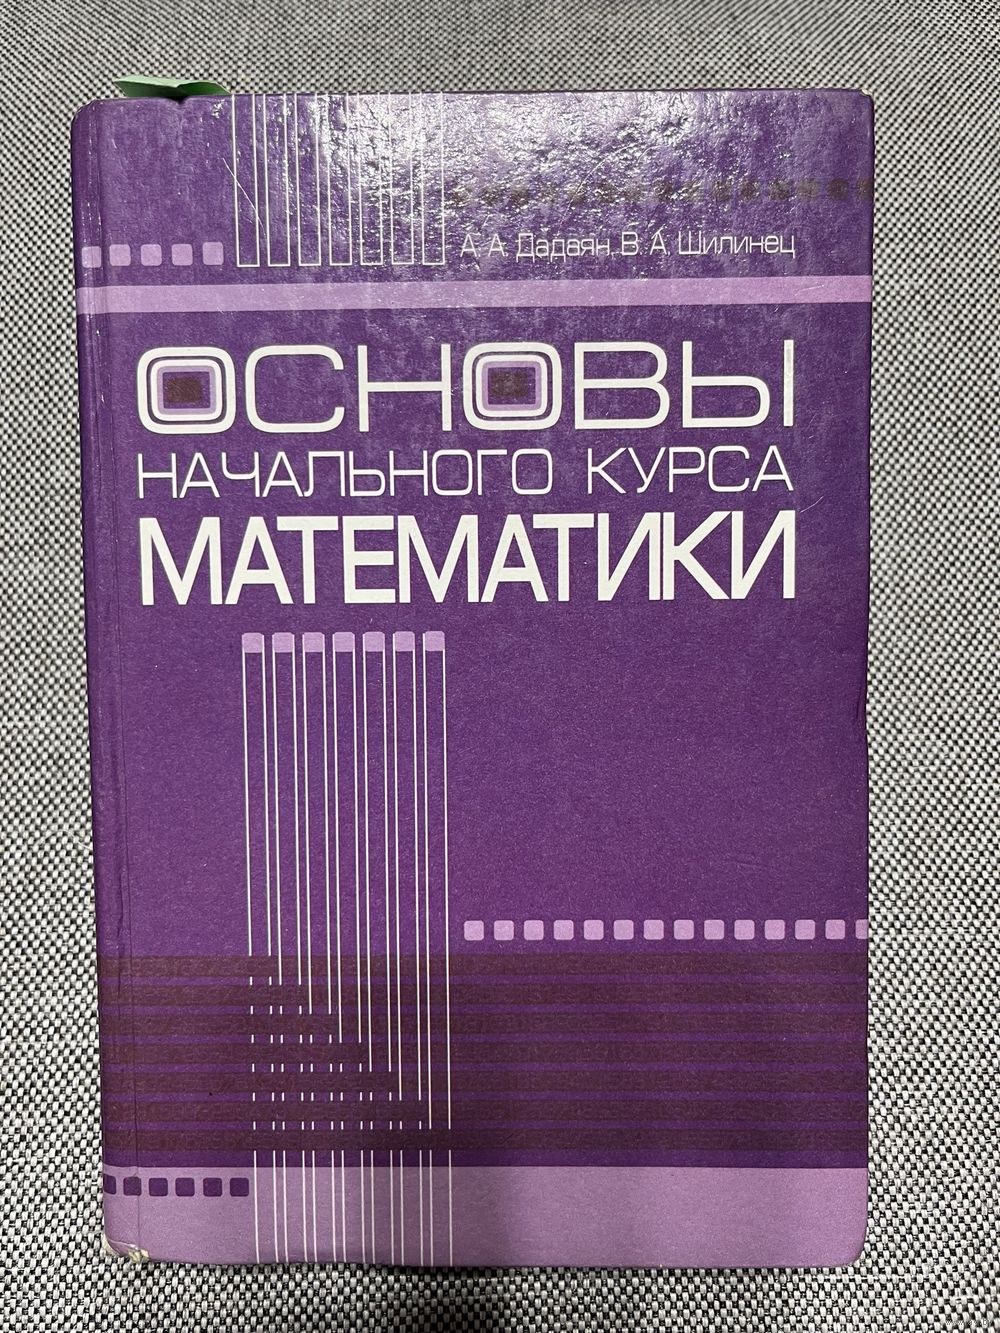 А. А. Дадаян, В. А. Шилинец
ОСНОВЫ
НАЧАЛЬНОГО КУРСА
МАТЕМАТИКИ